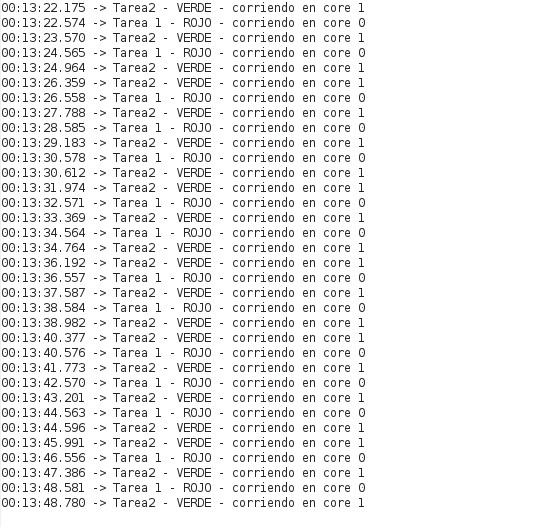 00:13:22.175 -> Tarea2 - VERDE - corriendo en core 1
00:13:22.574 -> Tarea 1 - ROJO - corriendo en core 0
00:13:23.570 -> Tarea2 - VERDE - corriendo en core 1
00:13:24.565 -> Tarea 1 - ROJO - corriendo en core 0
00:13:24.964 -> Tarea2 - VERDE - corriendo en core 1
00:13:26.359 -> Tarea2 - VERDE - corriendo en core 1
00:13:26.558 -> Tarea 1 - ROJO - corriendo en core 0
00:13:27.788 -> Tarea2 - VERDE - corriendo en core 1
00:13:28.585 -> Tarea 1 - ROJO - corriendo en core 0
00:13:29.183 -> Tarea2 - VERDE - corriendo en core 1
00:13:30.578 -> Tarea 1 - ROJO - corriendo en core 0
00:13:30.612 -> Tarea2 - VERDE - corriendo en core 1
00:13:31.974 -> Tarea2 - VERDE - corriendo en core 1
00:13:32.571 -> Tarea 1 - ROJO - corriendo en core 0
00:13:33.369 -> Tarea2 - VERDE - corriendo en core 1
00:13:34.564 -> Tarea 1 - ROJO - corriendo en core 0
00:13:34.764 -> Tarea2 - VERDE - corriendo en core 1
00:13:36.192 -> Tarea2 - VERDE - corriendo en core 1
00:13:36.557 -> Tarea 1 - ROJO - corriendo en core 0
00:13:37.587 -> Tarea2 - VERDE - corriendo en core 1
00:13:38.584 -> Tarea 1 - ROJO - corriendo en core 0
00:13:38.982 -> Tarea2 - VERDE - corriendo en core 1
00:13:40.377 -> Tarea2 - VERDE - corriendo en core 1
00:13:40.576 -> Tarea 1 - ROJO - corriendo en core 0
00:13:41.773 -> Tarea2 - VERDE - corriendo en core 1
00:13:42.570 -> Tarea 1 - ROJO - corriendo en core 0
00:13:43.201 -> Tarea2 - VERDE - corriendo en core 1
00:13:44.563 -> Tarea 1 - ROJO - corriendo en core 0
00:13:44.596 -> Tarea2 - VERDE - corriendo en core 1
00:13:45.991 -> Tarea2 - VERDE - corriendo en core 1
00:13:46.556 -> Tarea 1 - ROJO - corriendo en core 0
00:13:47.386 -> Tarea2 - VERDE - corriendo en core 1
00:13:48.581 -> Tarea 1 - ROJO - corriendo en core 0
00:13:48.780 -> Tarea2 - VERDE - corriendo en core 1